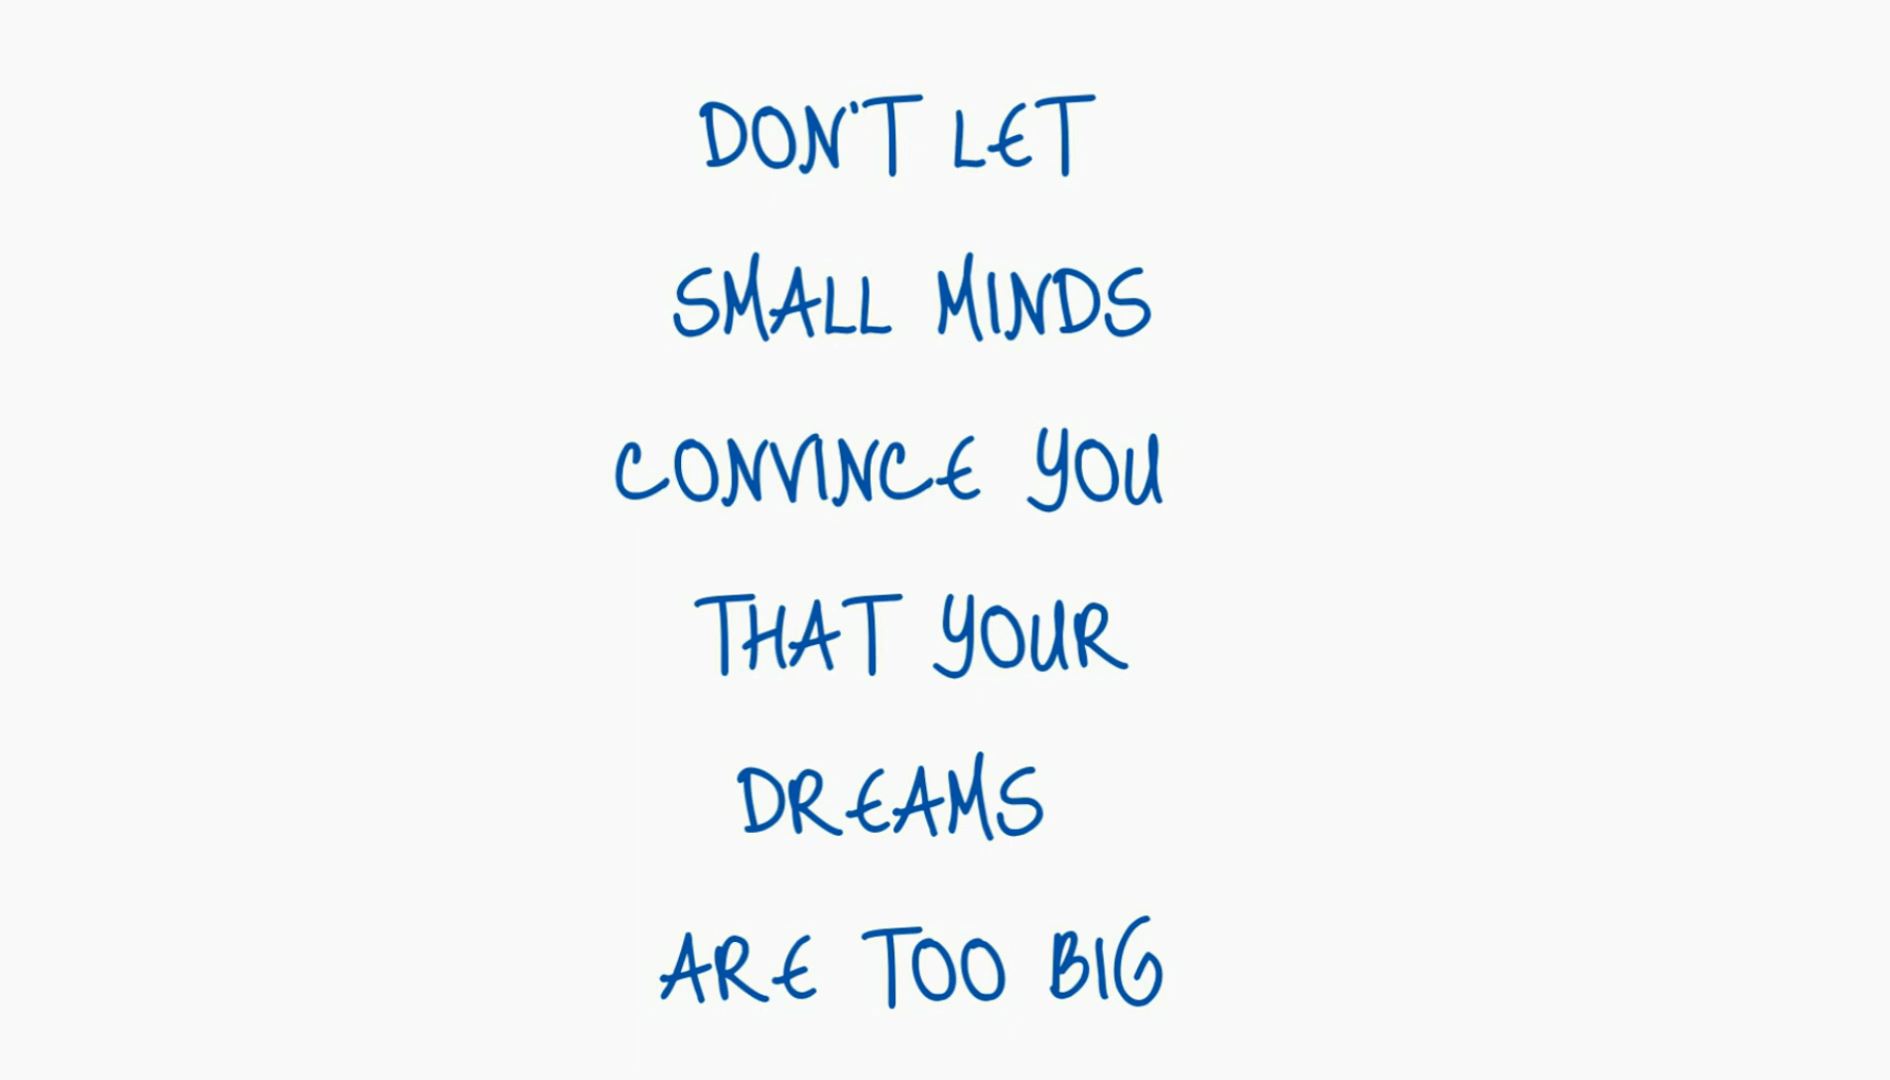 DON'T LET
SMALL MINDS
CONVINCE YOU
THAT YOUR
DREAMS
ARE TOO BIG